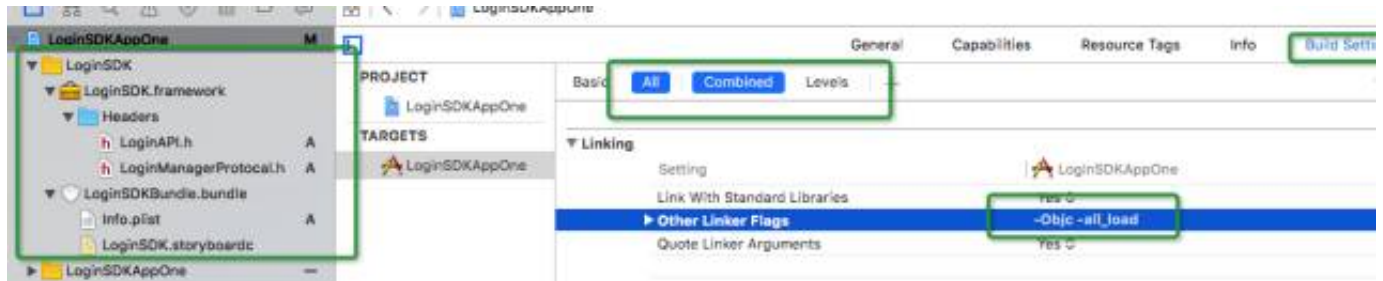 LoginSDKAppOne
LoginSDKAppOne M
LoginSDK
LoginSDK.framework
Headers
LoginAPI.h A
LoginManagerProtocal.h A
LoginSDKBundle.bundle
Info.plist A
LoginSDK.storyboardc
LoginSDKAppOne —
General Capabilities Resource Tags Info Build Setti
PROJECT
LoginSDKAppOne
TARGETS
LoginSDKAppOne
Basic All Combined Levels +
Linking
Setting LoginSDKAppOne
Link With Standard Libraries Yes
Other Linker Flags -Objc -all_load
Quote Linker Arguments Yes